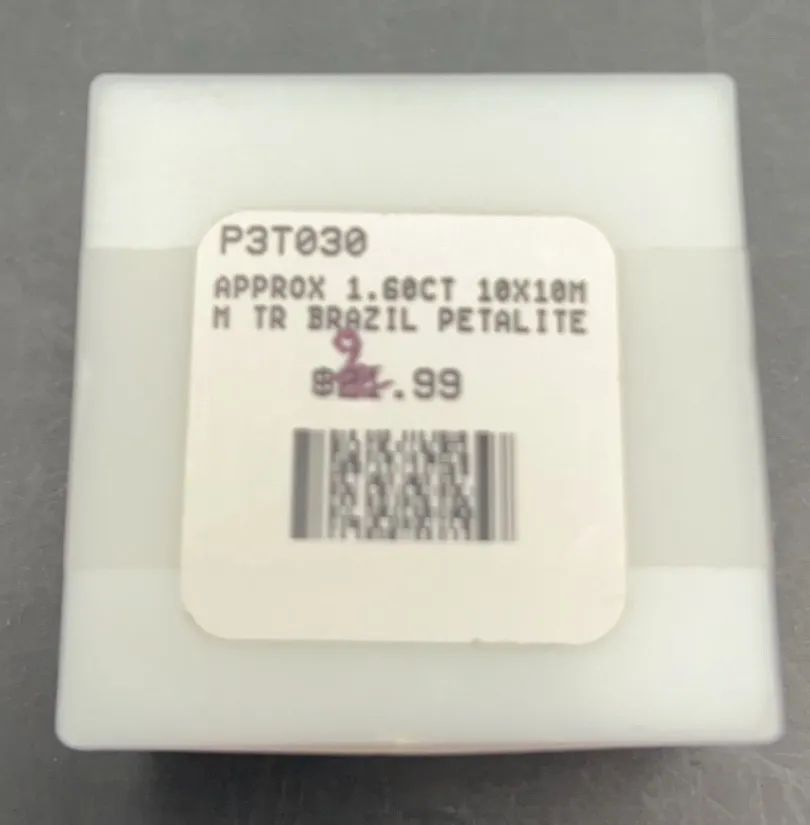 P3T030
APPROX 1.60CT 10X10M
M TR BRAZIL PETALITE
9
.99